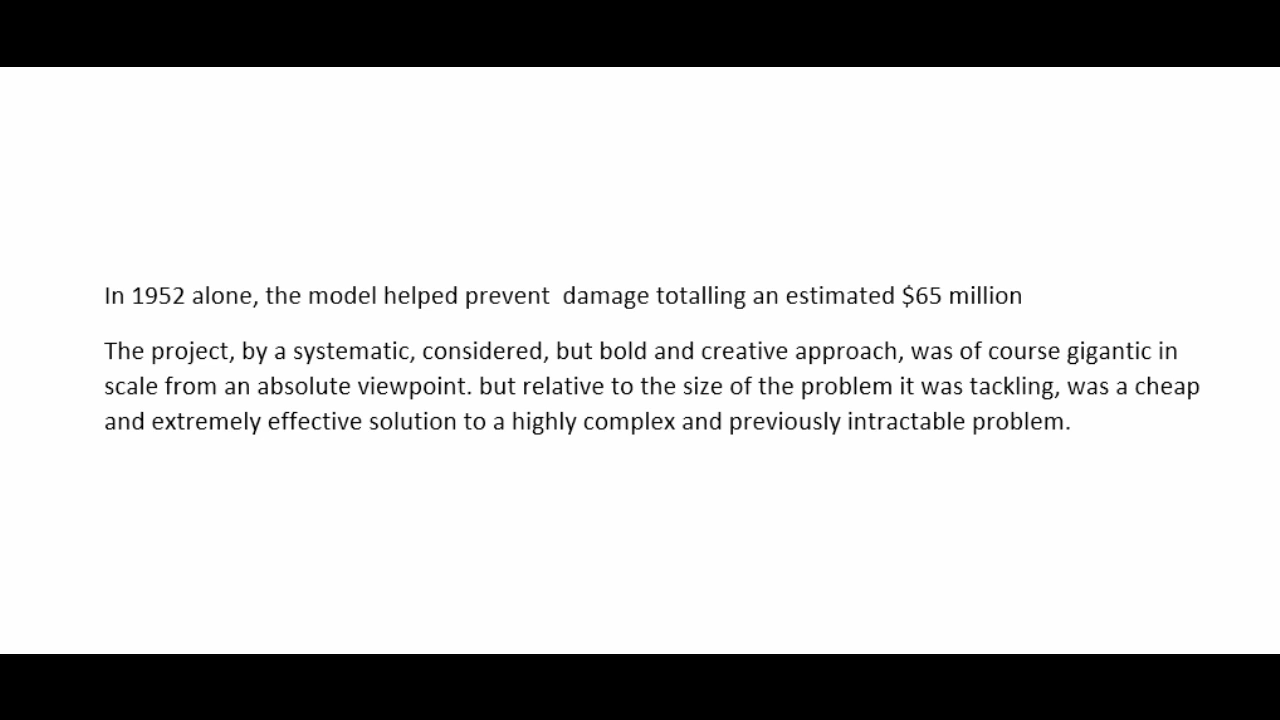 In 1952 alone, the model helped prevent  damage totalling an estimated $65 million
The project, by a systematic, considered, but bold and creative approach, was of course gigantic in
scale from an absolute viewpoint. but relative to the size of the problem it was tackling, was a cheap
and extremely effective solution to a highly complex and previously intractable problem.